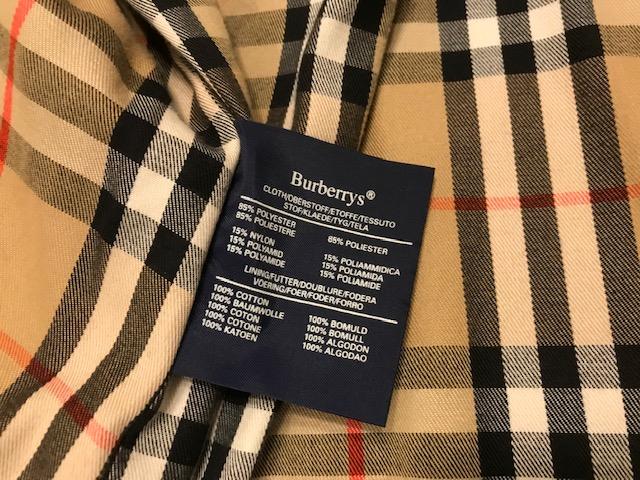 Burberrys®
CLOTH/OBERSTOFF/ETOFFE/TESSUTO
STOF/KLAEDE/TYG/TELA
85% POLYESTER
85% POLIESTERE
85% POLIESTER
15% NYLON
15% POLYAMID
15% POLYAMIDE
15% POLIAMMIDICA
15% POLIAMIDA
15% POLIAMIDE
LINING/FUTTER/DOUBLURE/FODERA
VOERING/FOER/FODER/FORRO
100% COTTON
100% BAUMWOLLE
100% COTON
100% COTONE
100% KATOEN
100% BOMULD
100% BOMULL
100% ALGODON
100% ALGODAO